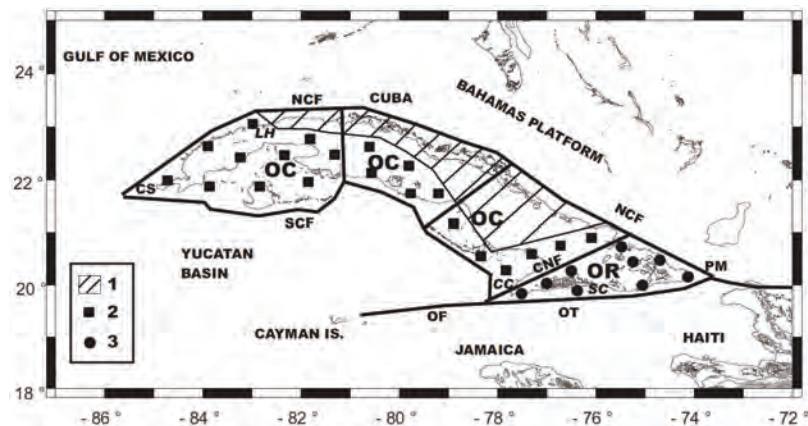 24 °
22 °
20 °
18 °
GULF OF MEXICO
NCF
CUBA
BAHAMAS PLATFORM
LH
OC
OC
OC
CS
SCF
NCF
YUCATAN
BASIN
CNF
CC
OR
SC
PM
1
2
3
CAYMAN IS.
OF
OT
JAMAICA
HAITI
- 86 °
- 84 °
- 82 °
- 80 °
- 78 °
- 76 °
- 74 °
- 72 °